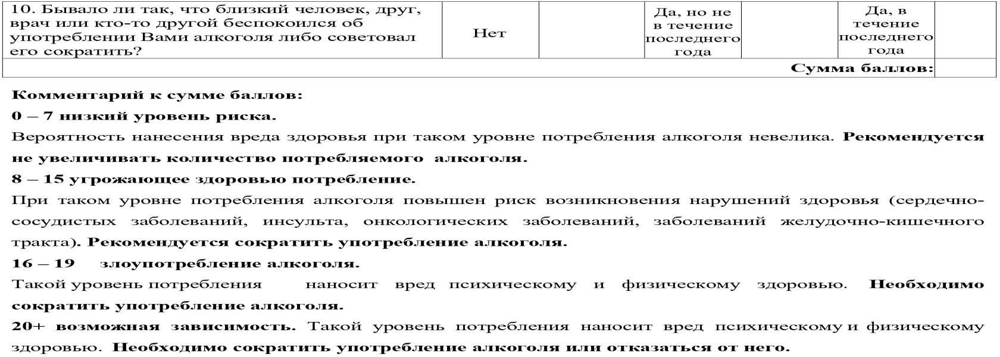 10. Бывало ли так, что близкий человек, друг,
врач или кто-то другой беспокоился об
употреблении Вами алкоголя либо советовал
его сократить?
Нет
Да, но не
в течение
последнего
года
Да, в
течение
последнего
года
Сумма баллов:
Комментарий к сумме баллов:
0 – 7 низкий уровень риска.
Вероятность нанесения вреда здоровья при таком уровне потребления алкоголя невелика. Рекомендуется
не увеличивать количество потребляемого алкоголя.
8 – 15 угрожающее здоровью потребление.
При таком уровне потребления алкоголя повышен риск возникновения нарушений здоровья (сердечно-
сосудистых заболеваний, инсульта, онкологических заболеваний, заболеваний желудочно-кишечного
тракта). Рекомендуется сократить употребление алкоголя.
16 – 19 злоупотребление алкоголя.
Такой уровень потребления наносит вред психическому и физическому здоровью. Необходимо
сократить употребление алкоголя.
20+ возможная зависимость. Такой уровень потребления наносит вред психическому и физическому
здоровью. Необходимо сократить употребление алкоголя или отказаться от него.